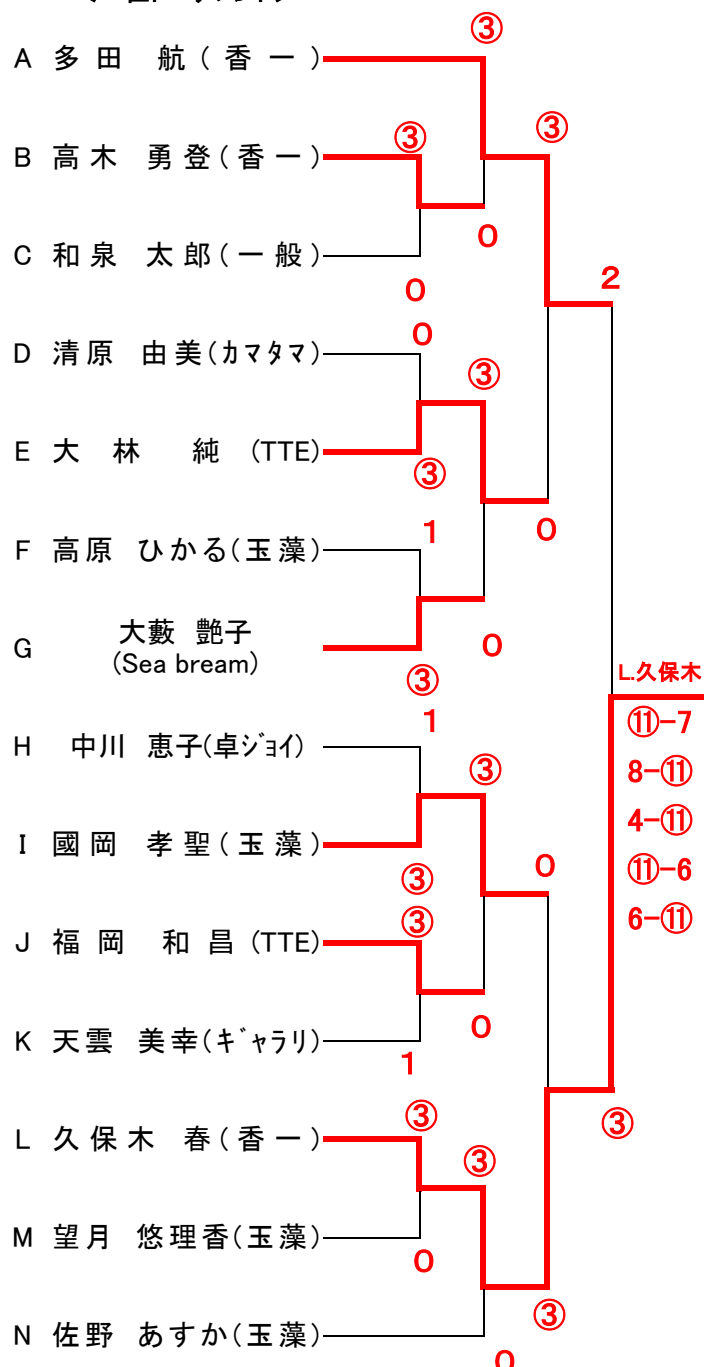 ③
A 多田 航(香一)
③
③
B 高木 勇登(香一)
0
C 和泉 太郎(一般)
2
0
0
D 清原 由美(カマタマ)
③
E 大林 純 (TTE)
③
1
0
F 高原 ひかる(玉藻)
大藪 艶子
G
0
(Sea bream)
L.久保木
③
1
⑪-7
H 中川 恵子(卓ジョイ)
③
8-⑪
4-⑪
I 國岡 孝聖(玉藻)
0
⑪-6
③
③
6-⑪
J 福岡 和昌 (TTE)
0
K 天雲 美幸(ギャラリ)
1
③
③
L 久保木 春(香一)
③
M 望月 悠理香(玉藻)
0
③
N 佐野 あすか(玉藻)
0